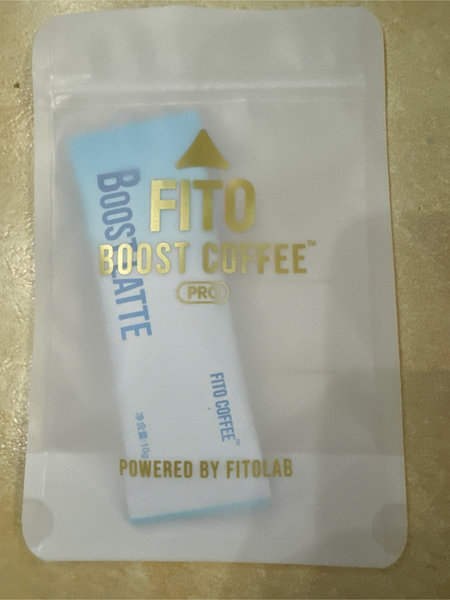 FITO
BOOST COFFEE™
PRO
BOOST LATTE
FITO COFFEE™
净含量:10g
POWERED BY FITOLAB